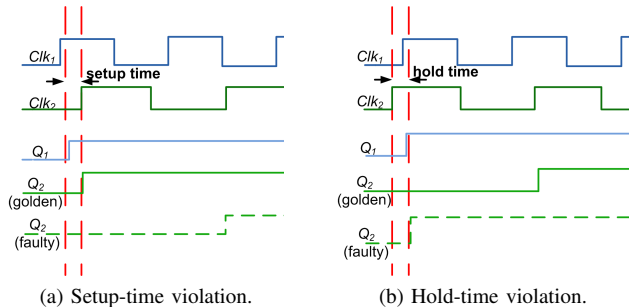 Clk1
setup time
Clk2
Q1
Q2
(golden)
Q2
(faulty)
(a) Setup-time violation.
Clk1
hold time
Clk2
Q1
Q2
(golden)
Q2
(faulty)
(b) Hold-time violation.